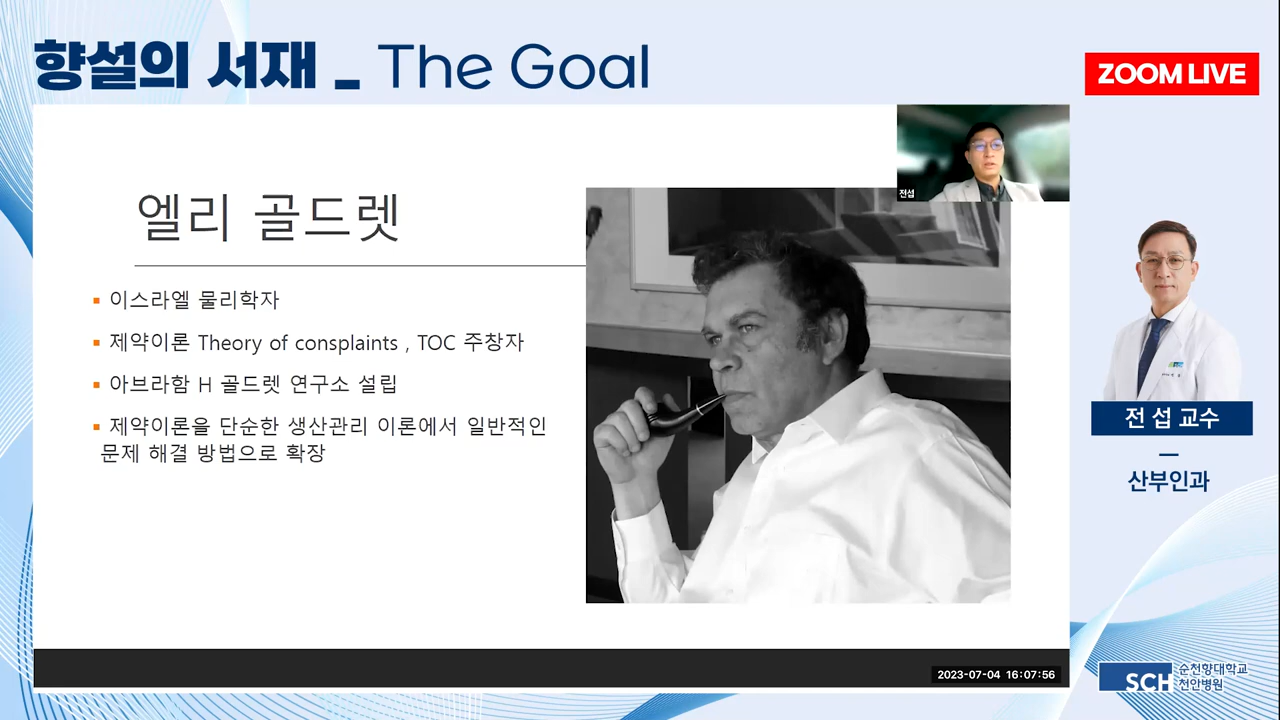 향설의 서재 _ The Goal
ZOOM LIVE
전섭
엘리 골드렛
이스라엘 물리학자
제약이론 Theory of consplaints , TOC 주창자
아브라함 H 골드렛 연구소 설립
제약이론을 단순한 생산관리 이론에서 일반적인
문제 해결 방법으로 확장
전 섭 교수
산부인과
2023-07-04 16:07:56
SCH 순천향대학교
천안병원